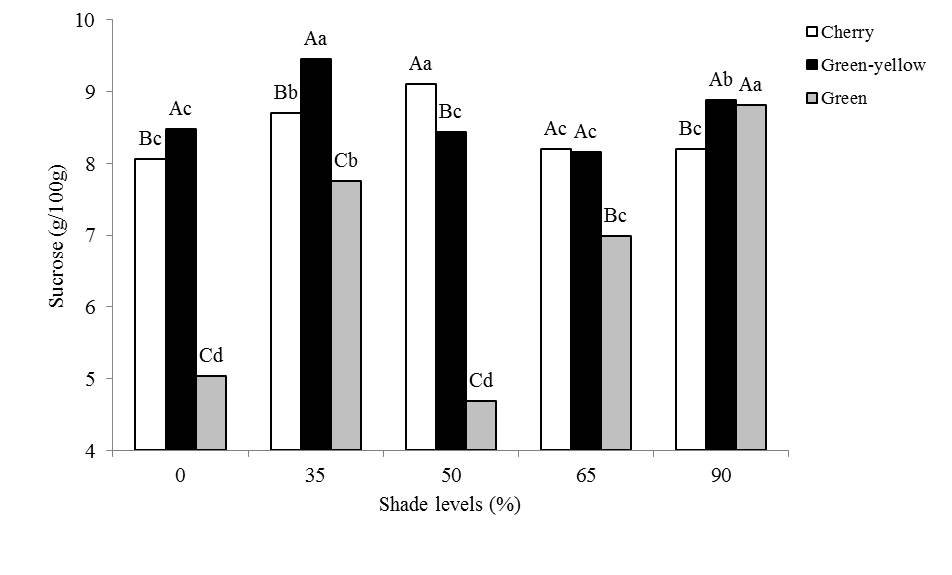 10
9
8
7
6
5
4
Sucrose (g/100g)
Bc Ac Cd
Bb Aa Cb
Aa Bc Cd
Ac Ac Bc
Bc Ab Aa
0 35 50 65 90
Shade levels (%)
Cherry
Green-yellow
Green